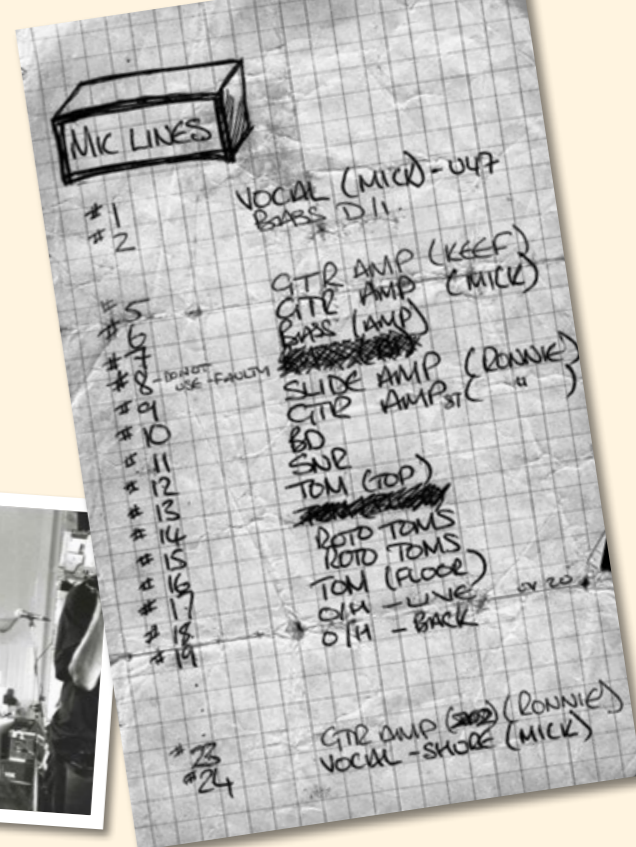 MIC LINES
#1 VOCAL (MICK) - U47
#2 BASS D.I.
#5 GTR AMP (KEEF)
#6 GTR AMP (MICK)
#7 BASS (AMP)
#8 - DO NOT USE - FAULTY
#9 SLIDE AMP (RONNIE)
#10 GTR AMP ST ( " )
#11 BD
#12 SNR
#13 TOM (TOP)
#14
#15 ROTO TOMS
#16 ROTO TOMS
#17 TOM (FLOOR)
#18 O/H - LIVE
#19 O/H - BACK
#23 GTR AMP (RONNIE)
#24 VOCAL - SHURE (MICK)